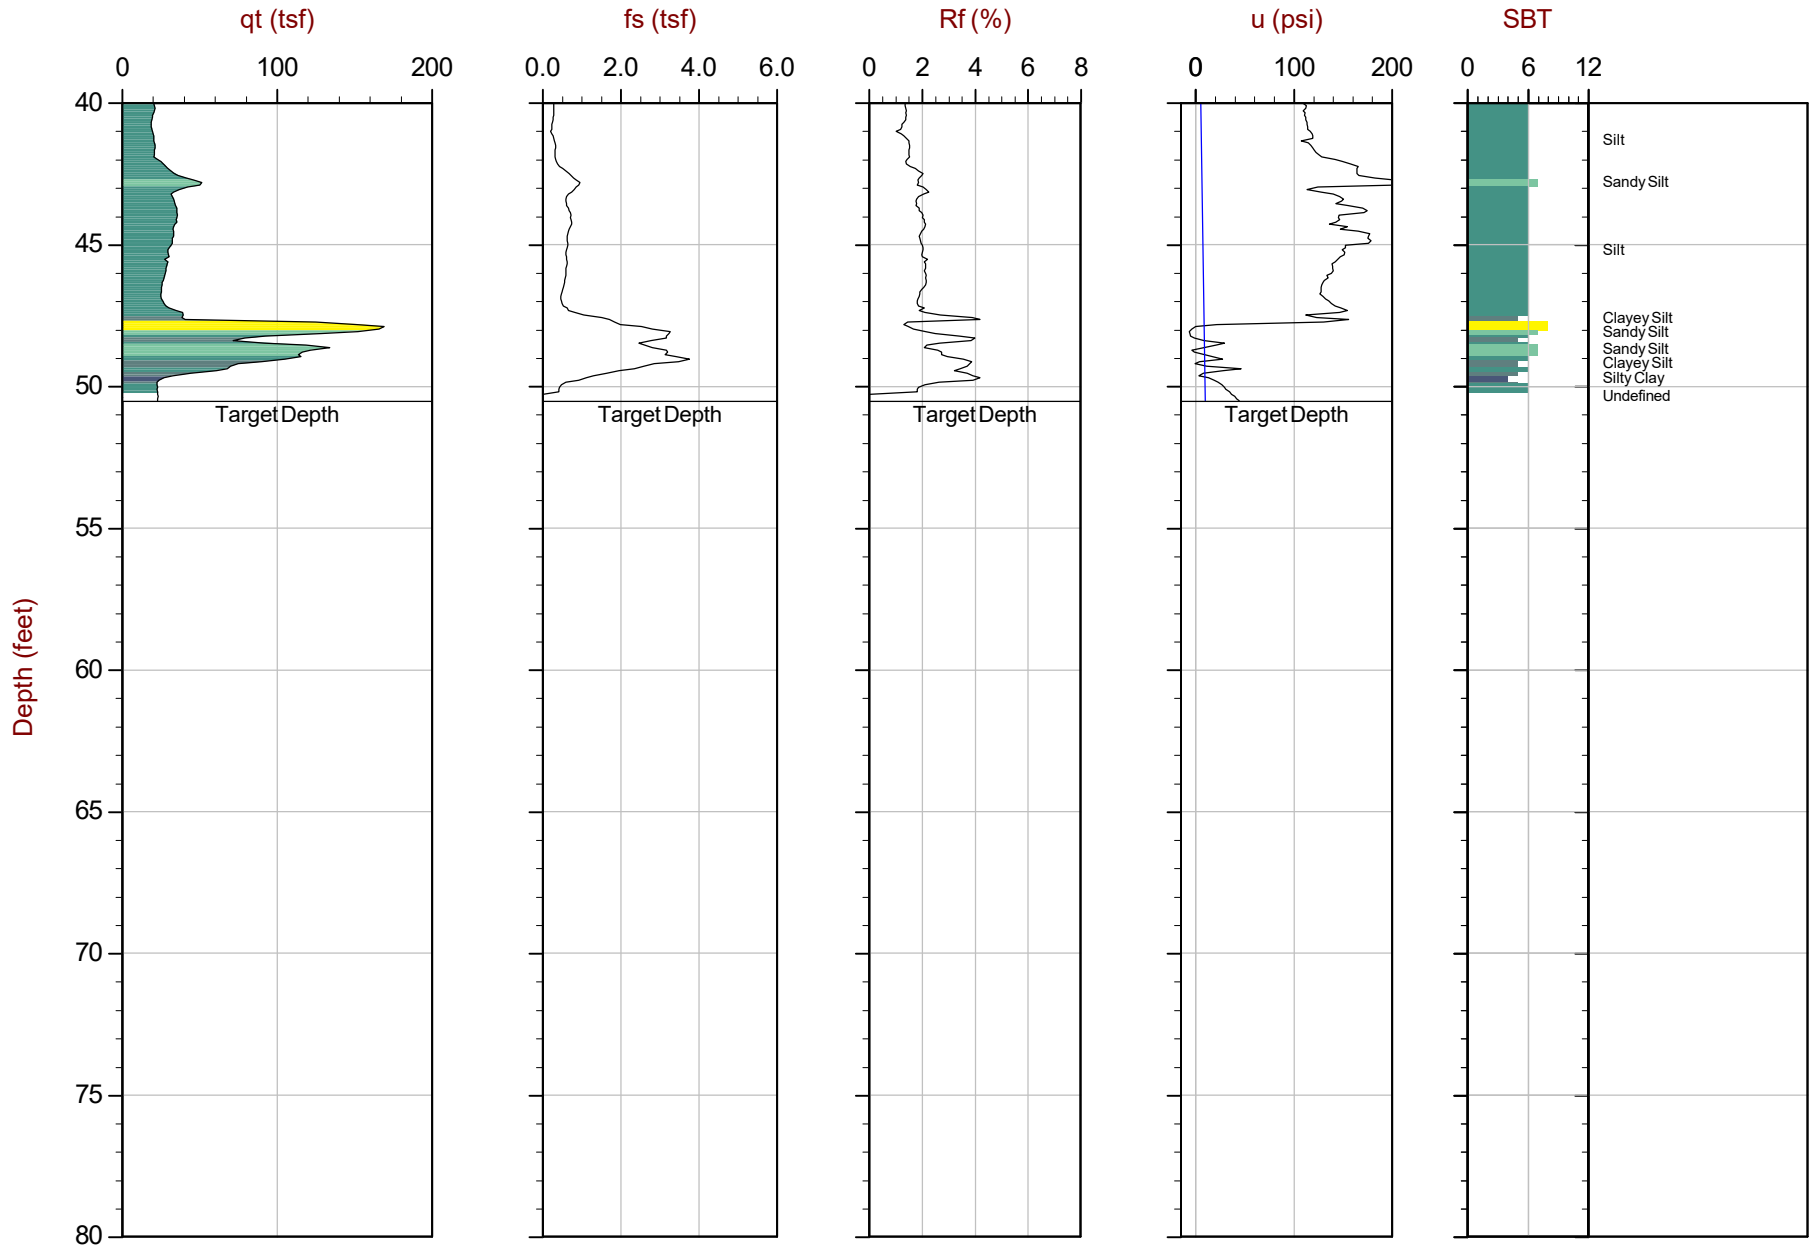 qt (tsf) fs (tsf) Rf (%) u (psi) SBT
0 100 200 0.0 2.0 4.0 6.0 0 2 4 6 8 0 100 200 0 6 12
40
Silt
Sandy Silt
45
Silt
Clayey Silt
Sandy Silt
Sandy Silt
Clayey Silt
Silty Clay
50
Undefined
Target Depth Target Depth Target Depth Target Depth
55
60
Depth (feet)
65
70
75
80